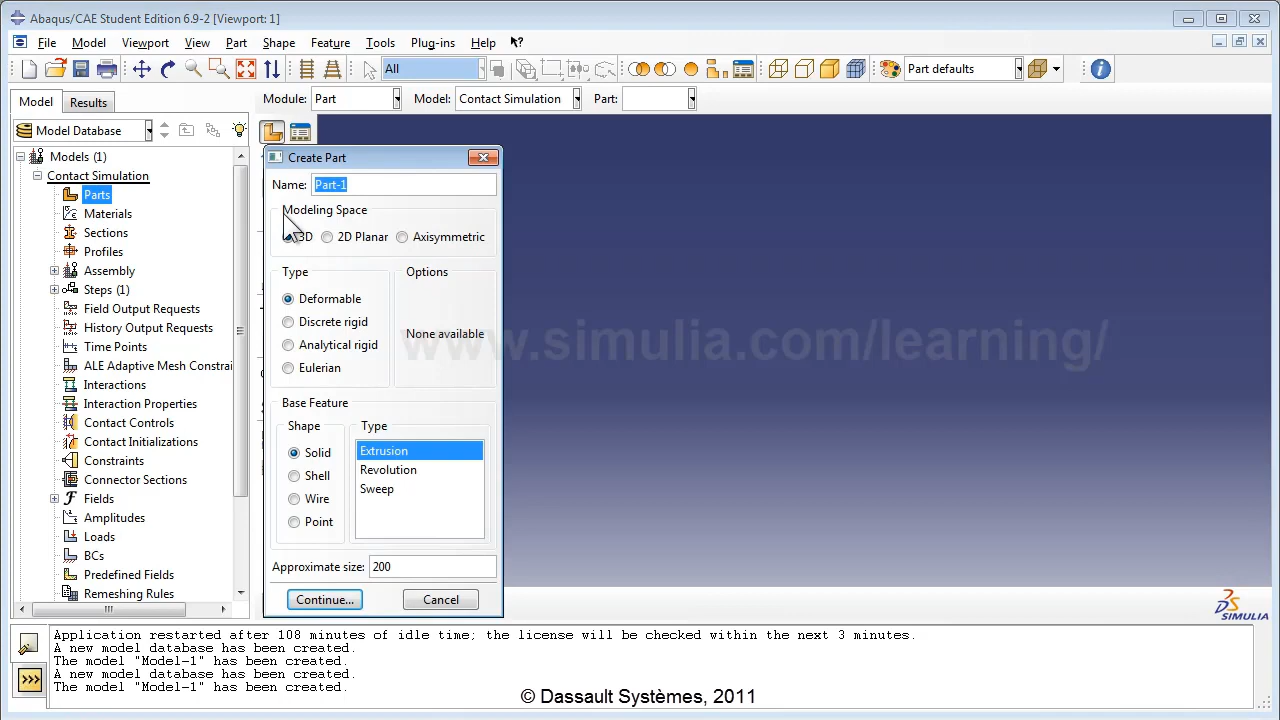 Abaqus/CAE Student Edition 6.9-2 [Viewport: 1]
File Model Viewport View Part Shape Feature Tools Plug-ins Help
All
Part defaults
Model Results
Module: Part Model: Contact Simulation Part:
Model Database
Models (1)
Contact Simulation
Parts
Materials
Sections
Profiles
Assembly
Steps (1)
Field Output Requests
History Output Requests
Time Points
ALE Adaptive Mesh Constrai
Interactions
Interaction Properties
Contact Controls
Contact Initializations
Constraints
Connector Sections
Fields
Amplitudes
Loads
BCs
Predefined Fields
Remeshing Rules
Create Part
Name: Part-1
Modeling Space
3D 2D Planar Axisymmetric
Type
Deformable
Discrete rigid
Analytical rigid
Eulerian
Options
None available
Base Feature
Shape
Solid
Shell
Wire
Point
Type
Extrusion
Revolution
Sweep
Approximate size: 200
Continue... Cancel
www.simulia.com/learning/
SIMULIA
Application restarted after 108 minutes of idle time; the license will be checked within the next 3 minutes.
A new model database has been created.
The model "Model-1" has been created.
A new model database has been created.
The model "Model-1" has been created.
© Dassault Systèmes, 2011